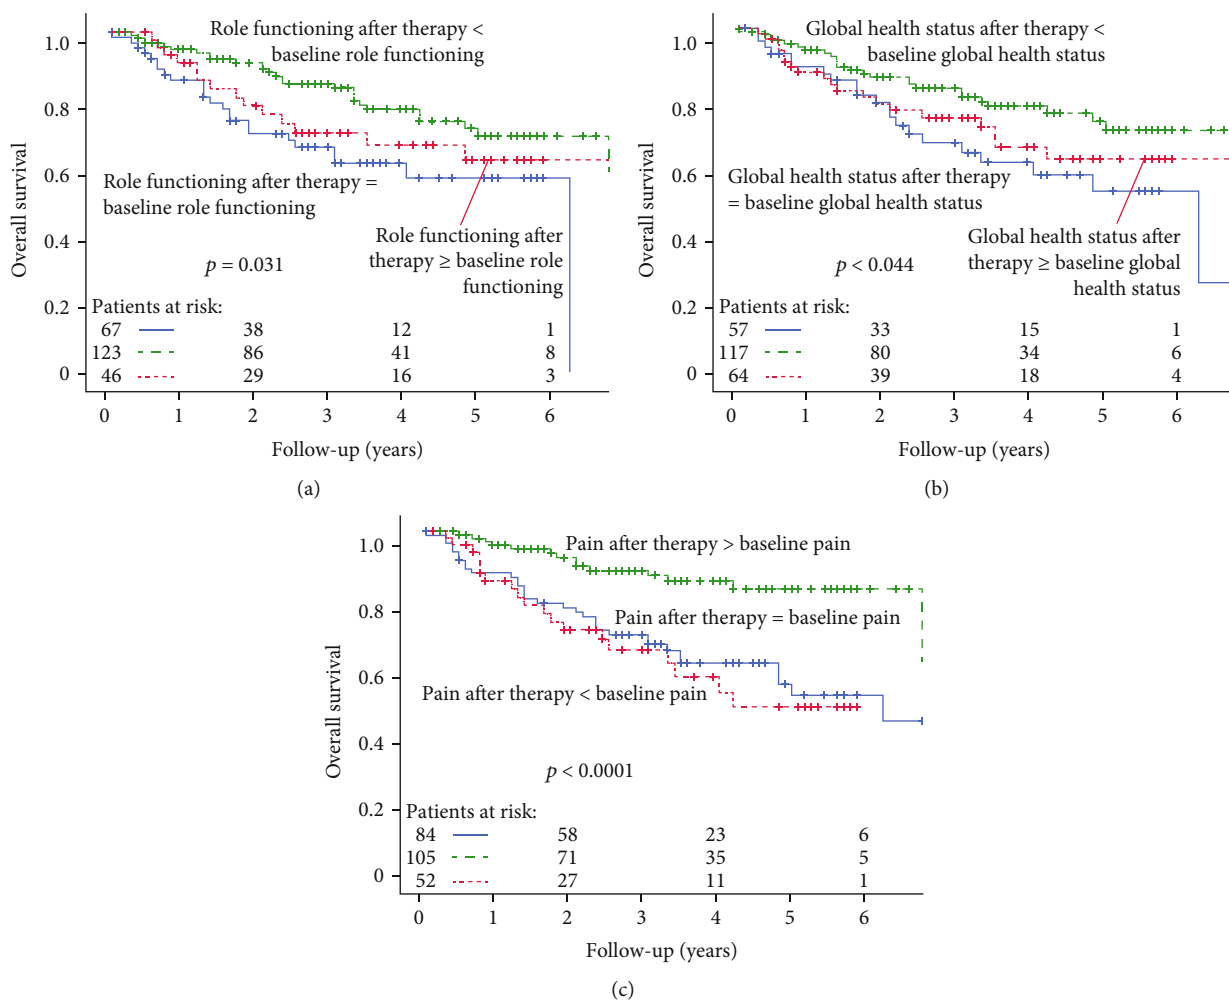 Role functioning after therapy <
baseline role functioning
1.0
0.8
0.6
0.4
0.2
0
Overall survival
Role functioning after therapy =
baseline role functioning
Role functioning after
therapy ≥ baseline role
functioning
p = 0.031
Patients at risk:
67 38 12 1
123 86 41 8
46 29 16 3
0 1 2 3 4 5 6
Follow-up (years)
(a)
Global health status after therapy <
baseline global health status
1.0
0.8
0.6
0.4
0.2
0
Overall survival
Global health status after therapy
= baseline global health status
Global health status after
therapy ≥ baseline global
health status
p < 0.044
Patients at risk:
57 33 15 1
117 80 34 6
64 39 18 4
0 1 2 3 4 5 6
Follow-up (years)
(b)
Pain after therapy > baseline pain
1.0
0.8
0.6
0.4
0.2
0
Overall survival
Pain after therapy = baseline pain
Pain after therapy < baseline pain
p < 0.0001
Patients at risk:
84 58 23 6
105 71 35 5
52 27 11 1
0 1 2 3 4 5 6
Follow-up (years)
(c)